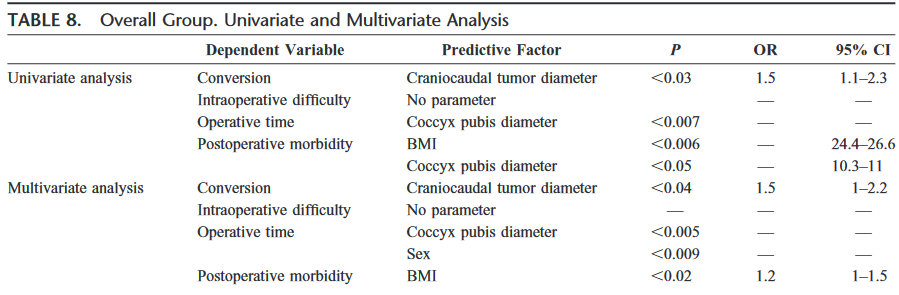 TABLE 8. Overall Group. Univariate and Multivariate Analysis
Dependent Variable Predictive Factor P OR 95% CI
Univariate analysis Conversion Craniocaudal tumor diameter <0.03 1.5 1.1–2.3
Intraoperative difficulty No parameter — —
Operative time Coccyx pubis diameter <0.007 — —
Postoperative morbidity BMI <0.006 — 24.4–26.6
Coccyx pubis diameter <0.05 — 10.3–11
Multivariate analysis Conversion Craniocaudal tumor diameter <0.04 1.5 1–2.2
Intraoperative difficulty No parameter — — —
Operative time Coccyx pubis diameter <0.005 — —
Sex <0.009 — —
Postoperative morbidity BMI <0.02 1.2 1–1.5